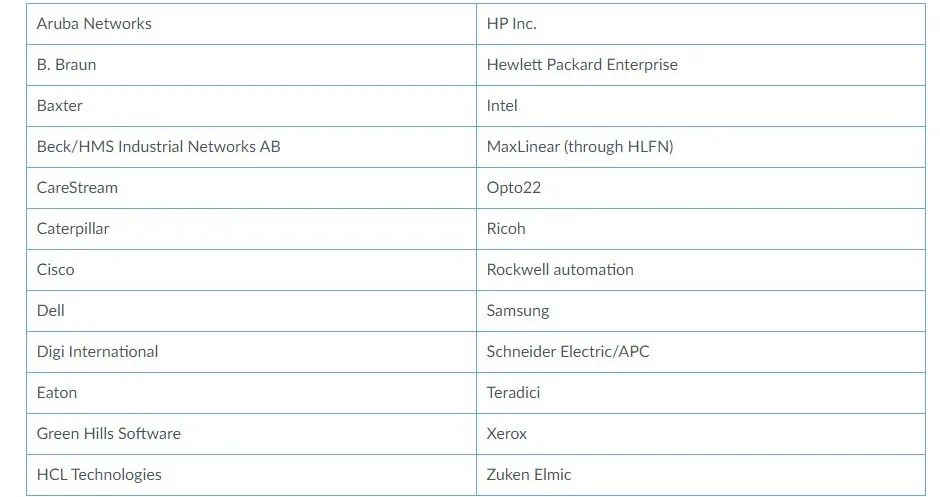 Aruba Networks
HP Inc.
B. Braun
Hewlett Packard Enterprise
Baxter
Intel
Beck/HMS Industrial Networks AB
MaxLinear (through HLFN)
CareStream
Opto22
Caterpillar
Ricoh
Cisco
Rockwell automation
Dell
Samsung
Digi International
Schneider Electric/APC
Eaton
Teradici
Green Hills Software
Xerox
HCL Technologies
Zuken Elmic